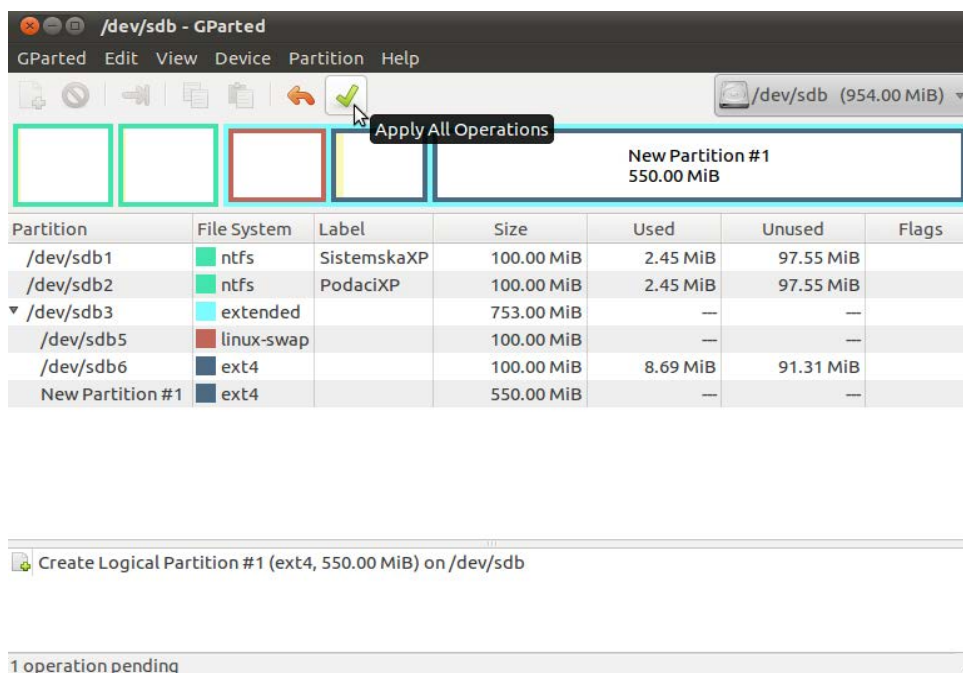 /dev/sdb - GParted
GParted Edit View Device Partition Help
/dev/sdb (954.00 MiB)
Apply All Operations
New Partition #1
550.00 MiB
Partition File System Label Size Used Unused Flags
/dev/sdb1 ntfs SistemskaXP 100.00 MiB 2.45 MiB 97.55 MiB
/dev/sdb2 ntfs PodaciXP 100.00 MiB 2.45 MiB 97.55 MiB
/dev/sdb3 extended 753.00 MiB --- ---
/dev/sdb5 linux-swap 100.00 MiB --- ---
/dev/sdb6 ext4 100.00 MiB 8.69 MiB 91.31 MiB
New Partition #1 ext4 550.00 MiB --- ---
Create Logical Partition #1 (ext4, 550.00 MiB) on /dev/sdb
1 operation pending